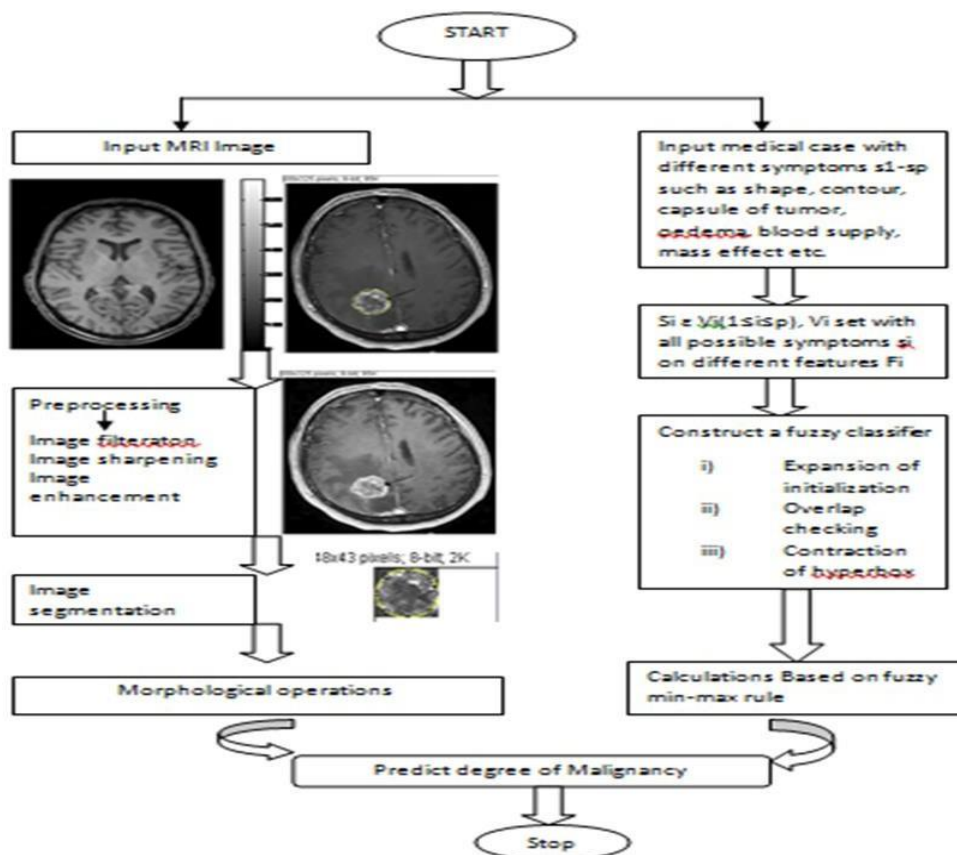 START
Input MRI Image
Preprocessing
Image filteraton
Image sharpening
Image
enhancement
48x43 pixels; 8-bit; 2K
Image
segmentation
Morphological operations
Input medical case with
different symptoms s1-sp
such as shape, contour,
capsule of tumor,
oedema, blood supply,
mass effect etc.
Si ε Vi(1≤i≤p), Vi set with
all possible symptoms si
on different features Fi
Construct a fuzzy classifier
i) Expansion of
initialization
ii) Overlap
checking
iii) Contraction
of hyperbox
Calculations Based on fuzzy
min-max rule
Predict degree of Malignancy
Stop